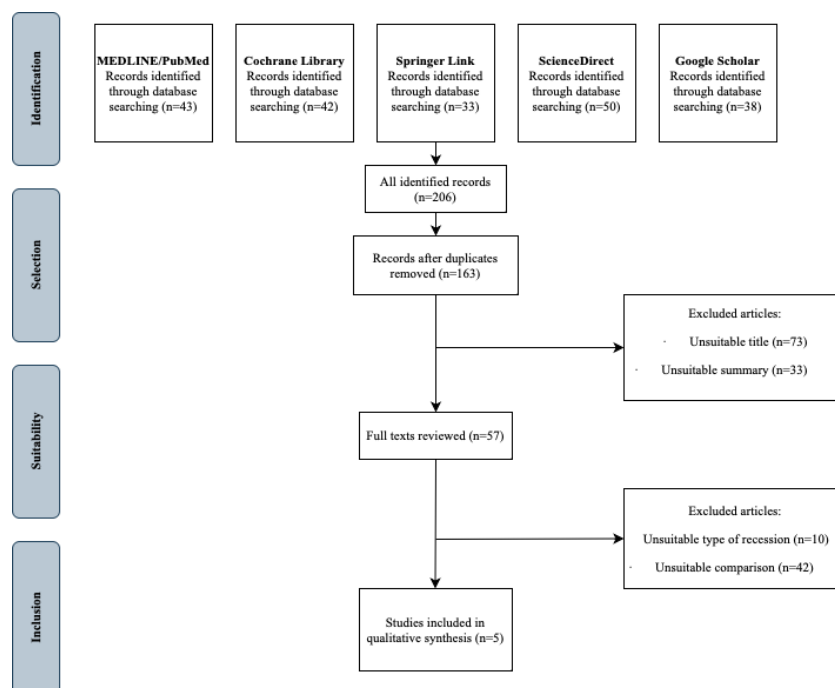 Identification
MEDLINE/PubMed
Records identified
through database
searching (n=43)
Cochrane Library
Records identified
through database
searching (n=42)
Springer Link
Records identified
through database
searching (n=33)
ScienceDirect
Records identified
through database
searching (n=50)
Google Scholar
Records identified
through database
searching (n=38)
All identified records
(n=206)
Selection
Records after duplicates
removed (n=163)
Excluded articles:
· Unsuitable title (n=73)
· Unsuitable summary (n=33)
Suitability
Full texts reviewed (n=57)
Excluded articles:
Unsuitable type of recession (n=10)
· Unsuitable comparison (n=42)
Inclusion
Studies included in
qualitative synthesis (n=5)